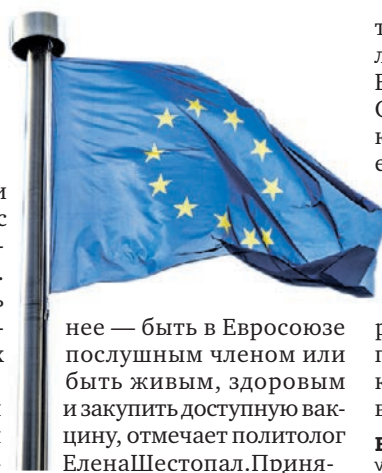 нее — быть в Евросоюзе
послушным членом или
быть живым, здоровым
и закупить доступную вак-
цину, отмечает политолог
ЕленаШестопал.Приня-